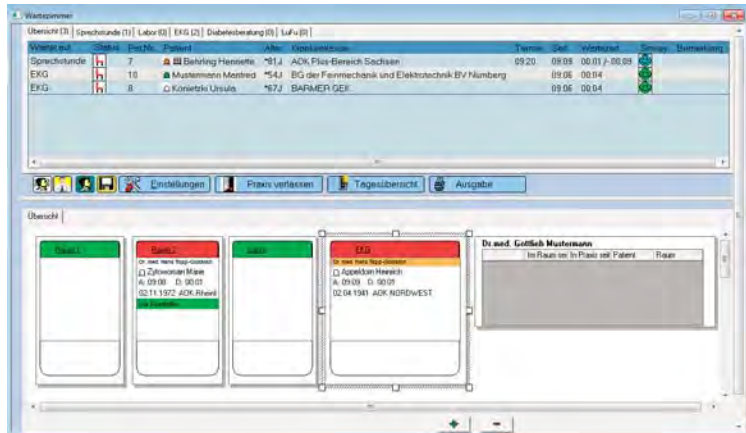 Wartezimmer
Übersicht (3) | Sprechstunde (1) | Labor (0) | EKG (2) | Diabetesberatung (0) | LuFu (0) |
Wartet auf Status Pat.Nr. Patient Alter Krankenkasse Termin Seit Wartezeit Bemerkung
Sprechstunde 7 Behrling Henriette *81J AOK Plus-Bereich Sachsen 09:20 09:09 00:01 /- 00:09
EKG 10 Mustermann Manfred *54J BG der Feinmechanik und Elektrotechnik BV Nürnberg 09:06 00:04
EKG 8 Konietzki Ursula *67J BARMER GEK 09:06 00:04
Einstellungen Praxis verlassen Tagesübersicht Ausgabe
Übersicht
Raum 1
Raum 2
Zylowonian Marie
A: 09:08 D: 00:01
02.11.1972 AOK Rheinl
Labor
EKG
Appeldorn Heinrich
A: 09:09 D: 00:01
02.04.1941 AOK NORDWEST
Dr.med. Gottlieb Mustermann
Im Raum seit In Praxis seit Patient Raum
+ -